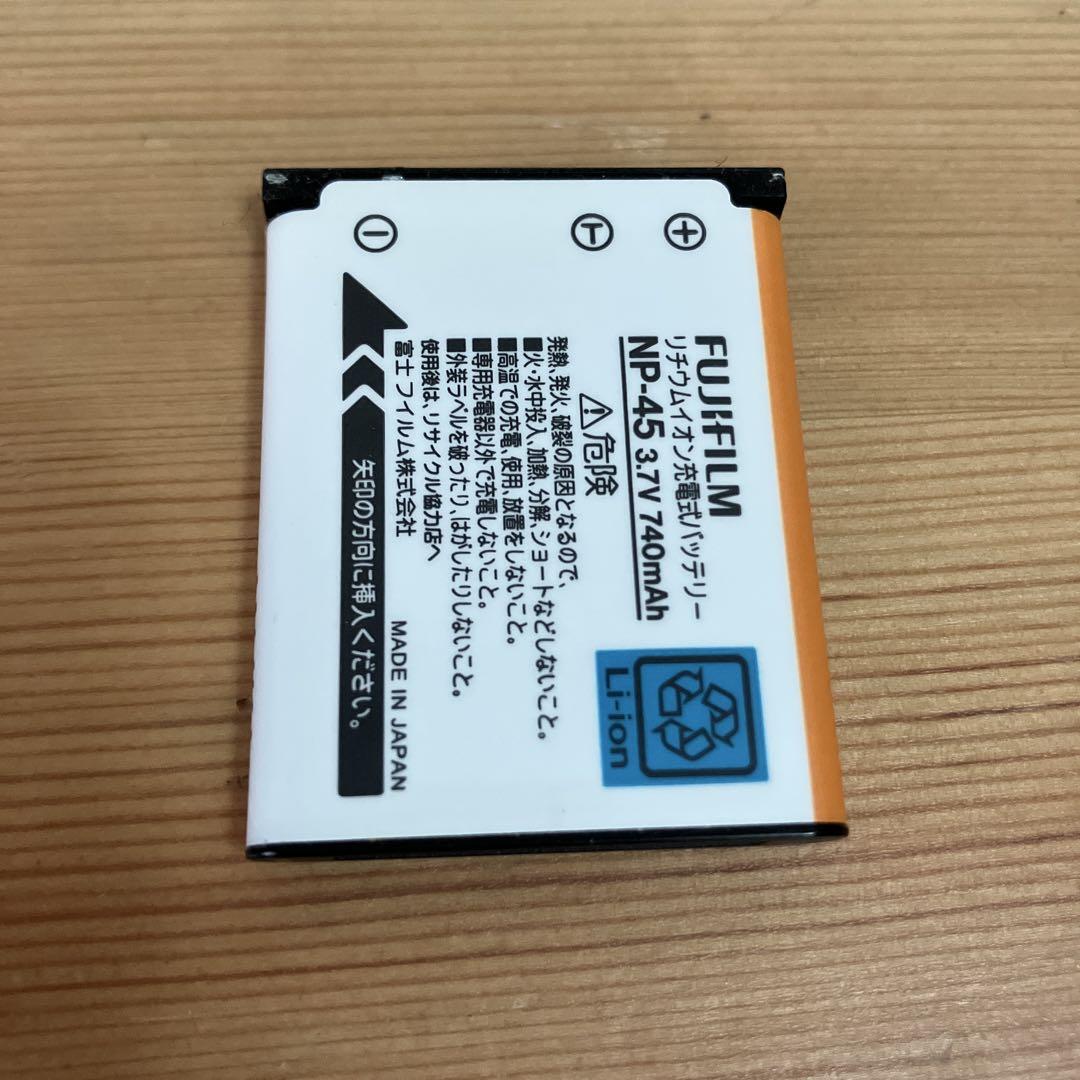 FUJIFILM
リチウムイオン充電式バッテリー
NP-45 3.7V 740mAh
Li-ion
危険
発熱、発火、破裂の原因となるので、
■火・水中投入、加熱、分解、ショートなどしないこと。
■高温での充電、使用、放置をしないこと。
■専用充電器以外で充電しないこと。
■外装ラベルを破ったり、はがしたりしないこと。
使用後は、リサイクル協力店へ
富士フイルム株式会社
MADE IN JAPAN
矢印の方向に挿入ください。
T